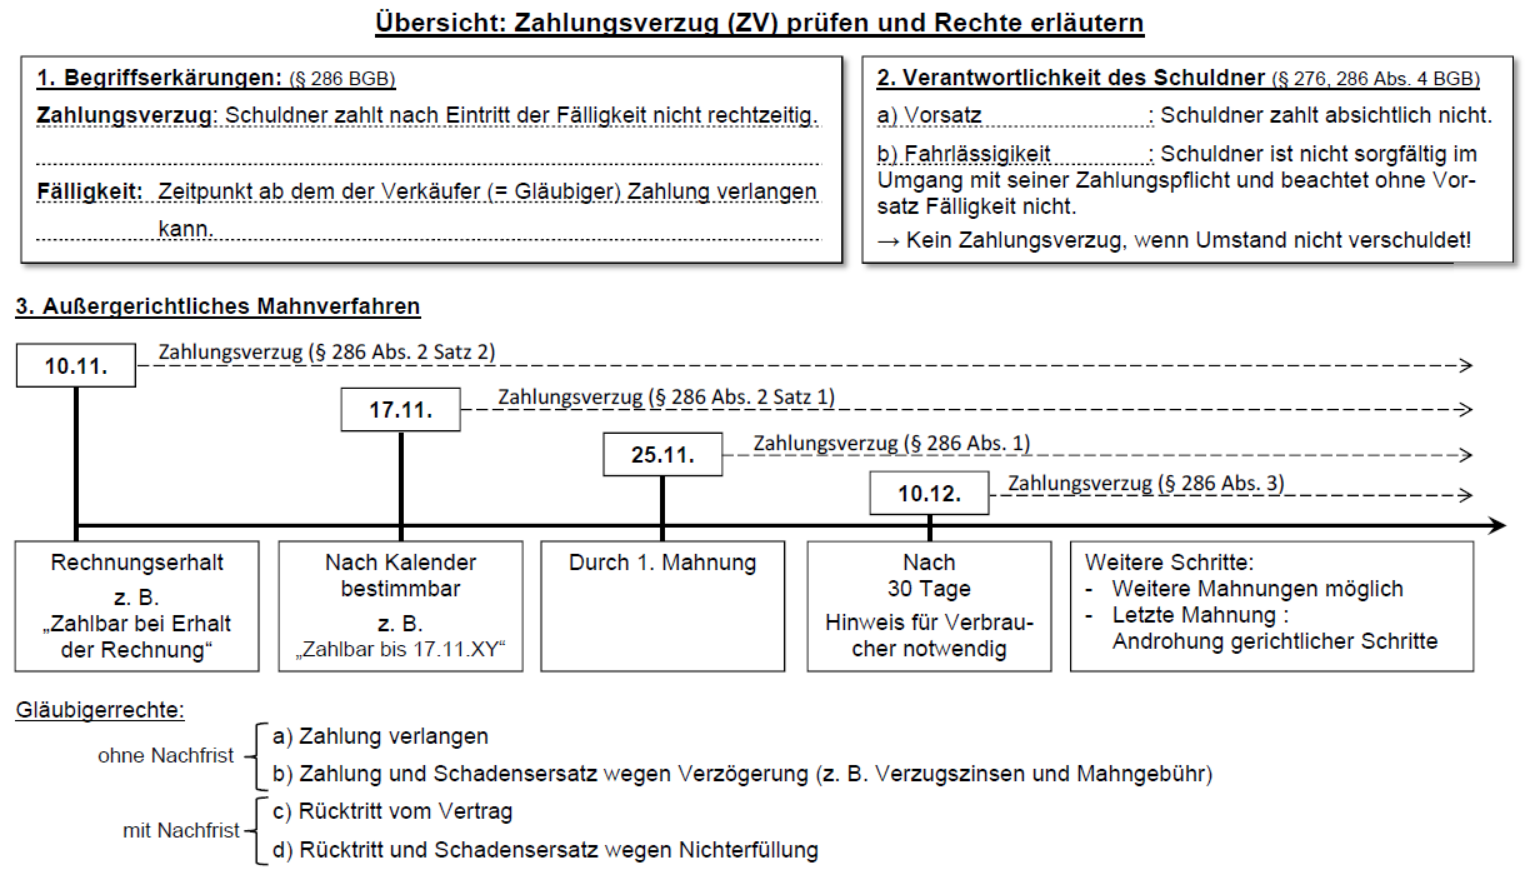 Übersicht: Zahlungsverzug (ZV) prüfen und Rechte erläutern
1. Begriffserkärungen: (§ 286 BGB)
Zahlungsverzug: Schuldner zahlt nach Eintritt der Fälligkeit nicht rechtzeitig.
Fälligkeit: Zeitpunkt ab dem der Verkäufer (= Gläubiger) Zahlung verlangen
kann.
2. Verantwortlichkeit des Schuldner (§ 276, 286 Abs. 4 BGB)
a) Vorsatz : Schuldner zahlt absichtlich nicht.
b) Fahrlässigikeit : Schuldner ist nicht sorgfältig im
Umgang mit seiner Zahlungspflicht und beachtet ohne Vor-
satz Fälligkeit nicht.
→ Kein Zahlungsverzug, wenn Umstand nicht verschuldet!
3. Außergerichtliches Mahnverfahren
10.11.
Zahlungsverzug (§ 286 Abs. 2 Satz 2)
17.11.
Zahlungsverzug (§ 286 Abs. 2 Satz 1)
25.11.
Zahlungsverzug (§ 286 Abs. 1)
10.12.
Zahlungsverzug (§ 286 Abs. 3)
Rechnungserhalt
z. B.
„Zahlbar bei Erhalt
der Rechnung“
Nach Kalender
bestimmbar
z. B.
„Zahlbar bis 17.11.XY“
Durch 1. Mahnung
Nach
30 Tage
Hinweis für Verbrau-
cher notwendig
Weitere Schritte:
- Weitere Mahnungen möglich
- Letzte Mahnung :
Androhung gerichtlicher Schritte
Gläubigerrechte:
ohne Nachfrist
a) Zahlung verlangen
b) Zahlung und Schadensersatz wegen Verzögerung (z. B. Verzugszinsen und Mahngebühr)
mit Nachfrist
c) Rücktritt vom Vertrag
d) Rücktritt und Schadensersatz wegen Nichterfüllung